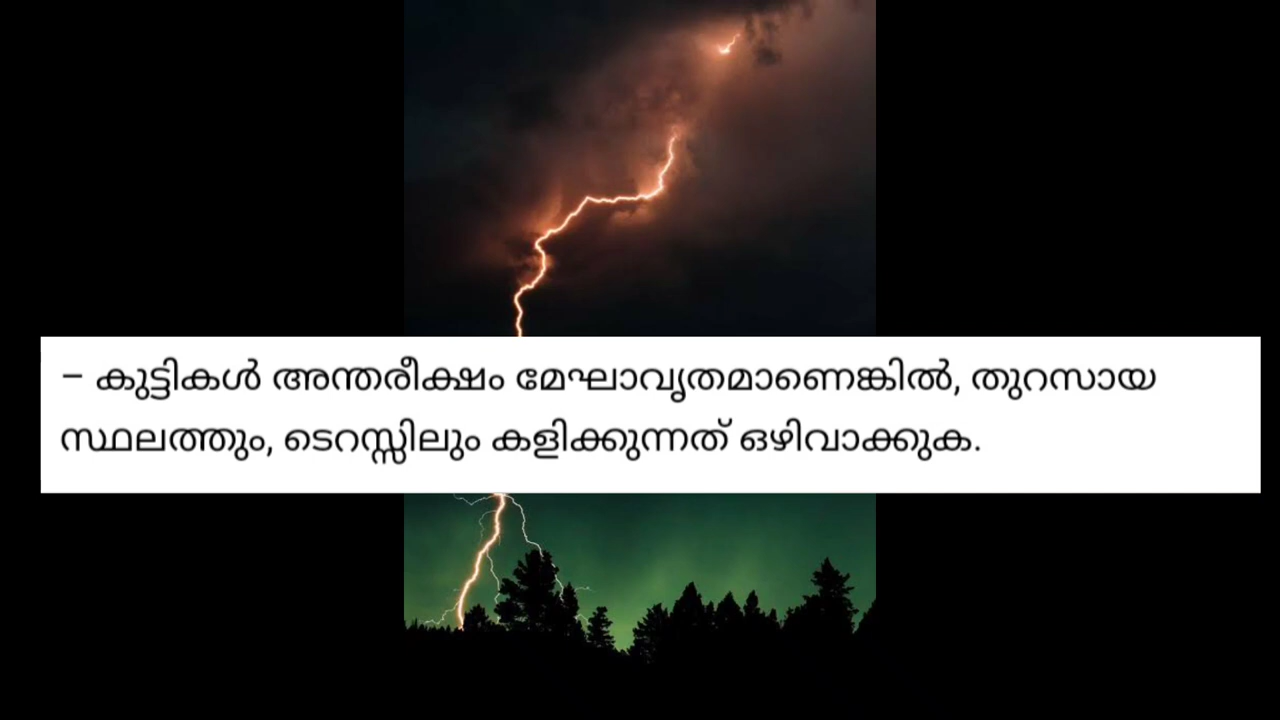 – കുട്ടികൾ അന്തരീക്ഷം മേഘാവൃതമാണെങ്കിൽ, തുറസായ
സ്ഥലത്തും, ടെറസ്സിലും കളിക്കുന്നത് ഒഴിവാക്കുക.